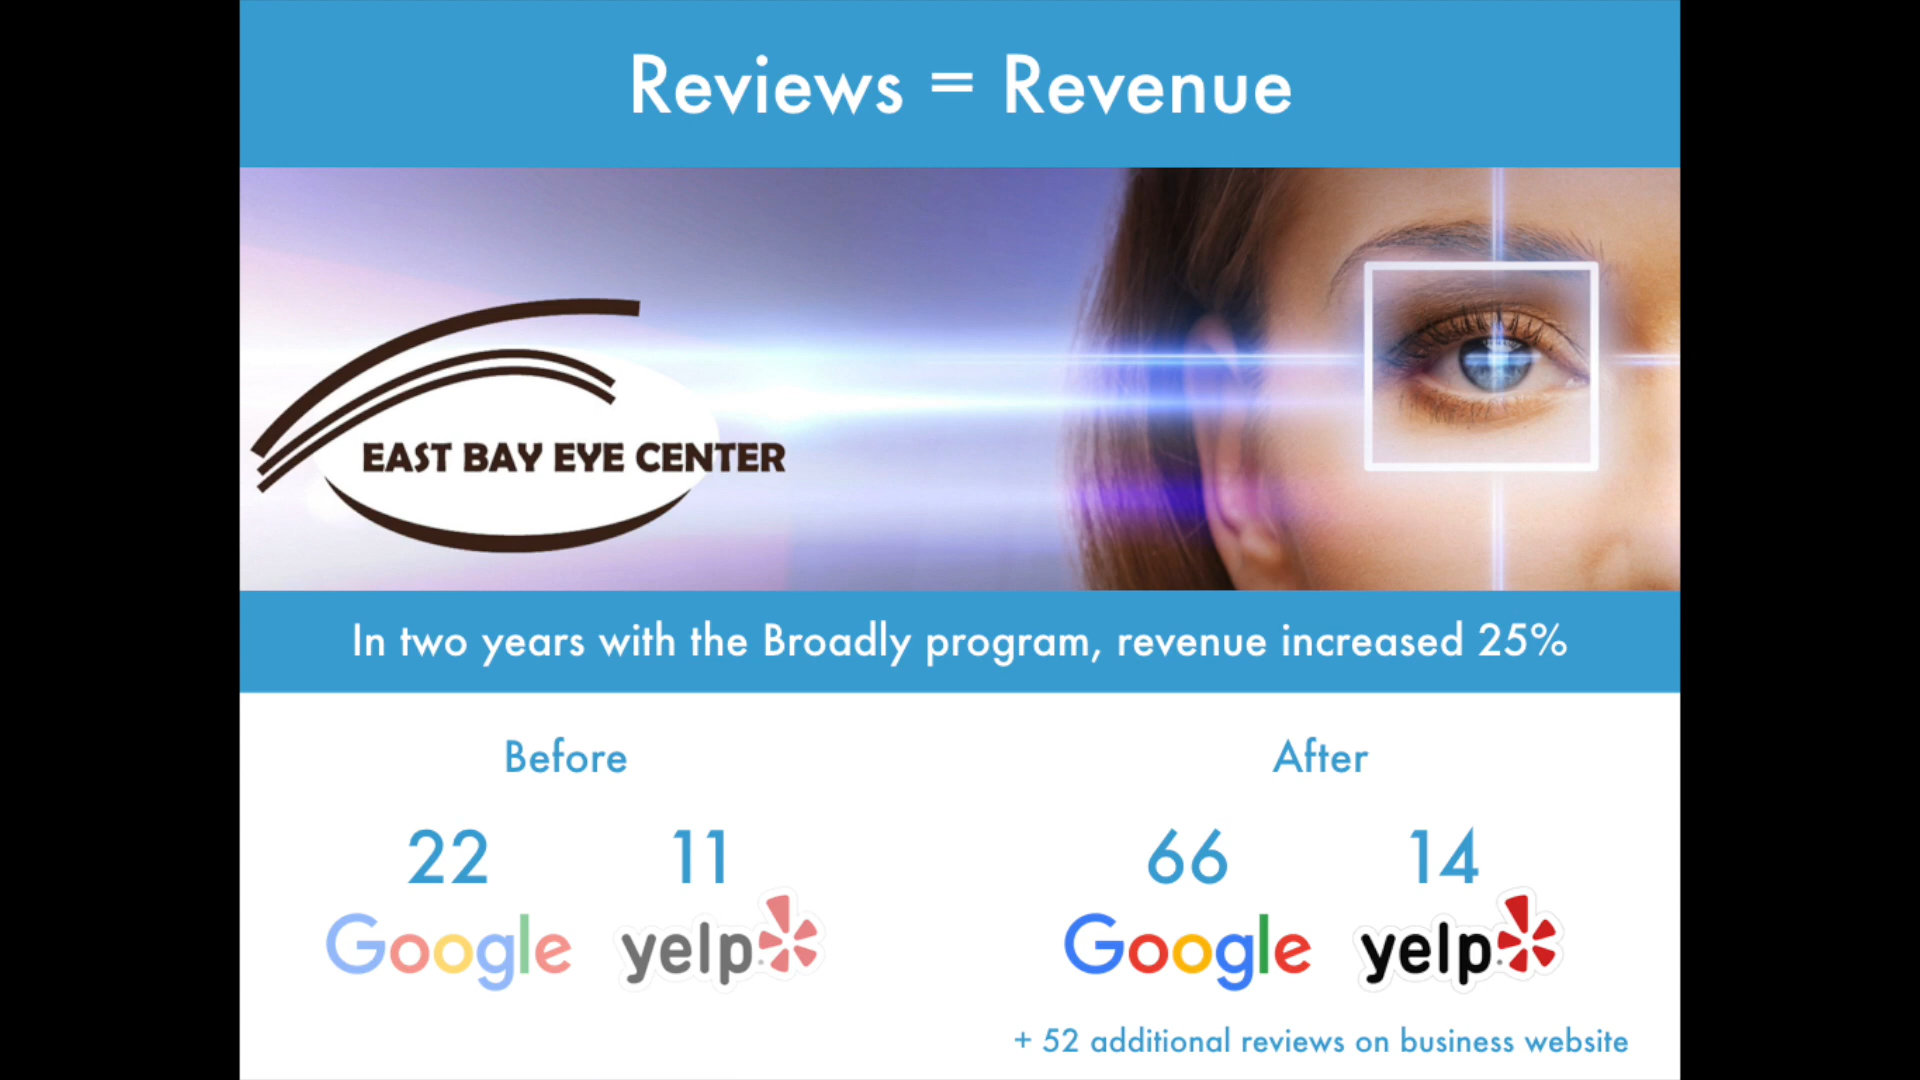 Reviews = Revenue
EAST BAY EYE CENTER
In two years with the Broadly program, revenue increased 25%
Before
After
22 11
66 14
Google yelp
Google yelp
+ 52 additional reviews on business website